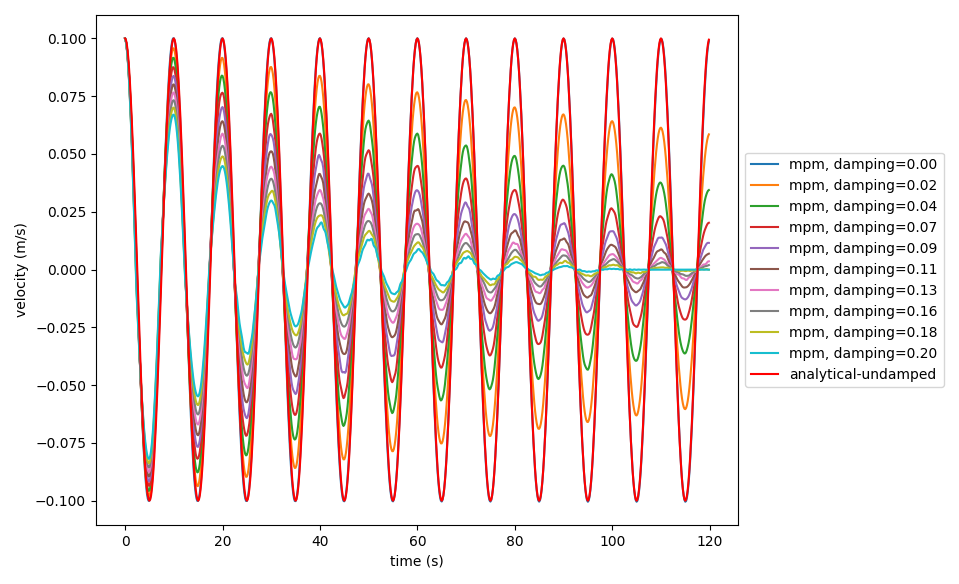 0.100
0.075
0.050
0.025
0.000
−0.025
−0.050
−0.075
−0.100
velocity (m/s)
0 20 40 60 80 100 120
time (s)
mpm, damping=0.00
mpm, damping=0.02
mpm, damping=0.04
mpm, damping=0.07
mpm, damping=0.09
mpm, damping=0.11
mpm, damping=0.13
mpm, damping=0.16
mpm, damping=0.18
mpm, damping=0.20
analytical-undamped